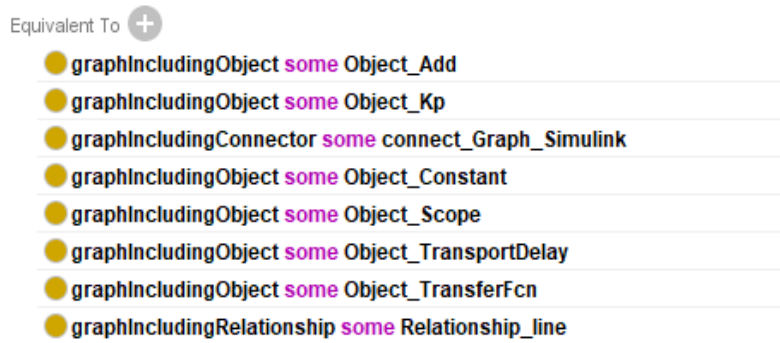 Equivalent To
graphIncludingObject some Object_Add
graphIncludingObject some Object_Kp
graphIncludingConnector some connect_Graph_Simulink
graphIncludingObject some Object_Constant
graphIncludingObject some Object_Scope
graphIncludingObject some Object_TransportDelay
graphIncludingObject some Object_TransferFcn
graphIncludingRelationship some Relationship_line